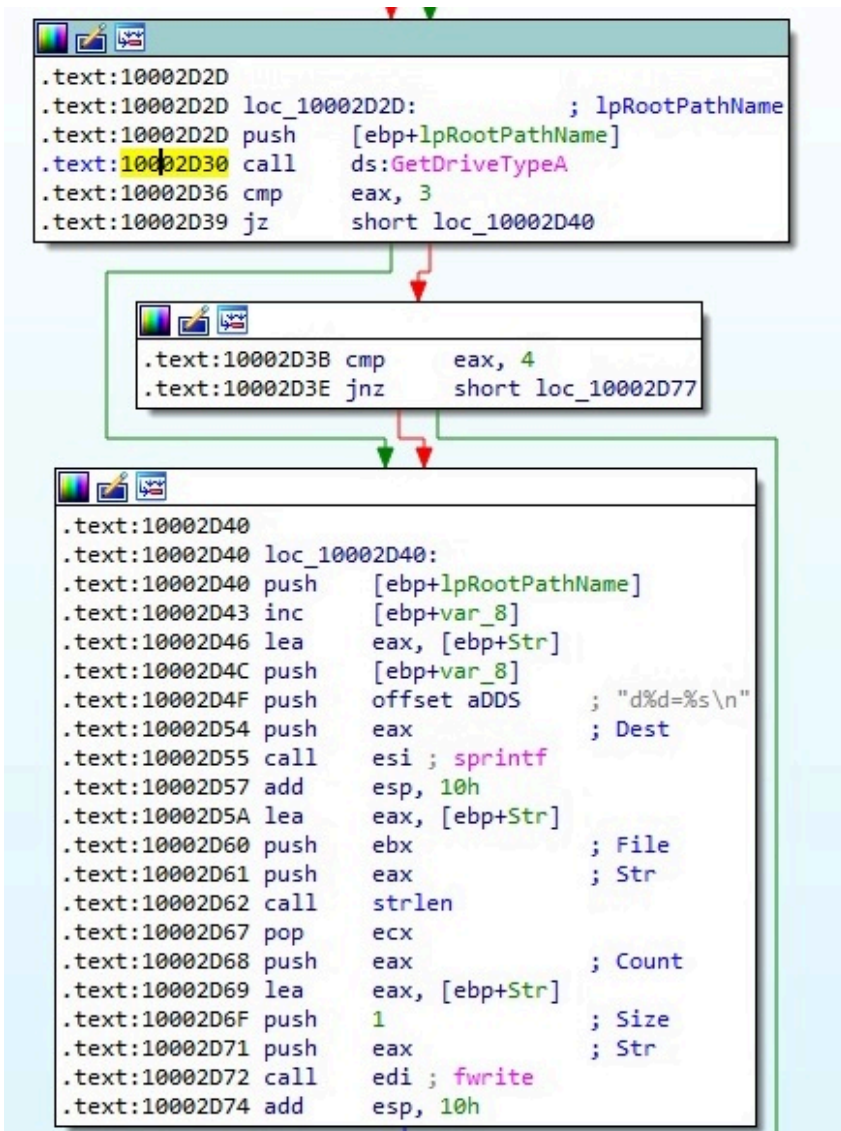 .text:10002D2D
.text:10002D2D loc_10002D2D: ; lpRootPathName
.text:10002D2D push [ebp+lpRootPathName]
.text:10002D30 call ds:GetDriveTypeA
.text:10002D36 cmp eax, 3
.text:10002D39 jz short loc_10002D40
.text:10002D3B cmp eax, 4
.text:10002D3E jnz short loc_10002D77
.text:10002D40
.text:10002D40 loc_10002D40:
.text:10002D40 push [ebp+lpRootPathName]
.text:10002D43 inc [ebp+var_8]
.text:10002D46 lea eax, [ebp+Str]
.text:10002D4C push [ebp+var_8]
.text:10002D4F push offset aDDS ; "d%d=%s\n"
.text:10002D54 push eax ; Dest
.text:10002D55 call esi ; sprintf
.text:10002D57 add esp, 10h
.text:10002D5A lea eax, [ebp+Str]
.text:10002D60 push ebx ; File
.text:10002D61 push eax ; Str
.text:10002D62 call strlen
.text:10002D67 pop ecx
.text:10002D68 push eax ; Count
.text:10002D69 lea eax, [ebp+Str]
.text:10002D6F push 1 ; Size
.text:10002D71 push eax ; Str
.text:10002D72 call edi ; fwrite
.text:10002D74 add esp, 10h